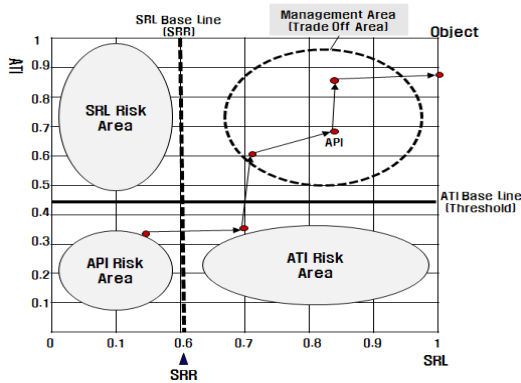 SRL Base Line
(SRR)
Management Area
(Trade Off Area)
Object
ATI
1
0.9
0.8
0.7
0.6
0.5
0.4
0.3
0.2
0.1
SRL Risk
Area
API
ATI Base Line
(Threshold)
API Risk
Area
ATI Risk
Area
0
0.1
0.6
0.7
0.9
1
SRL
SRR